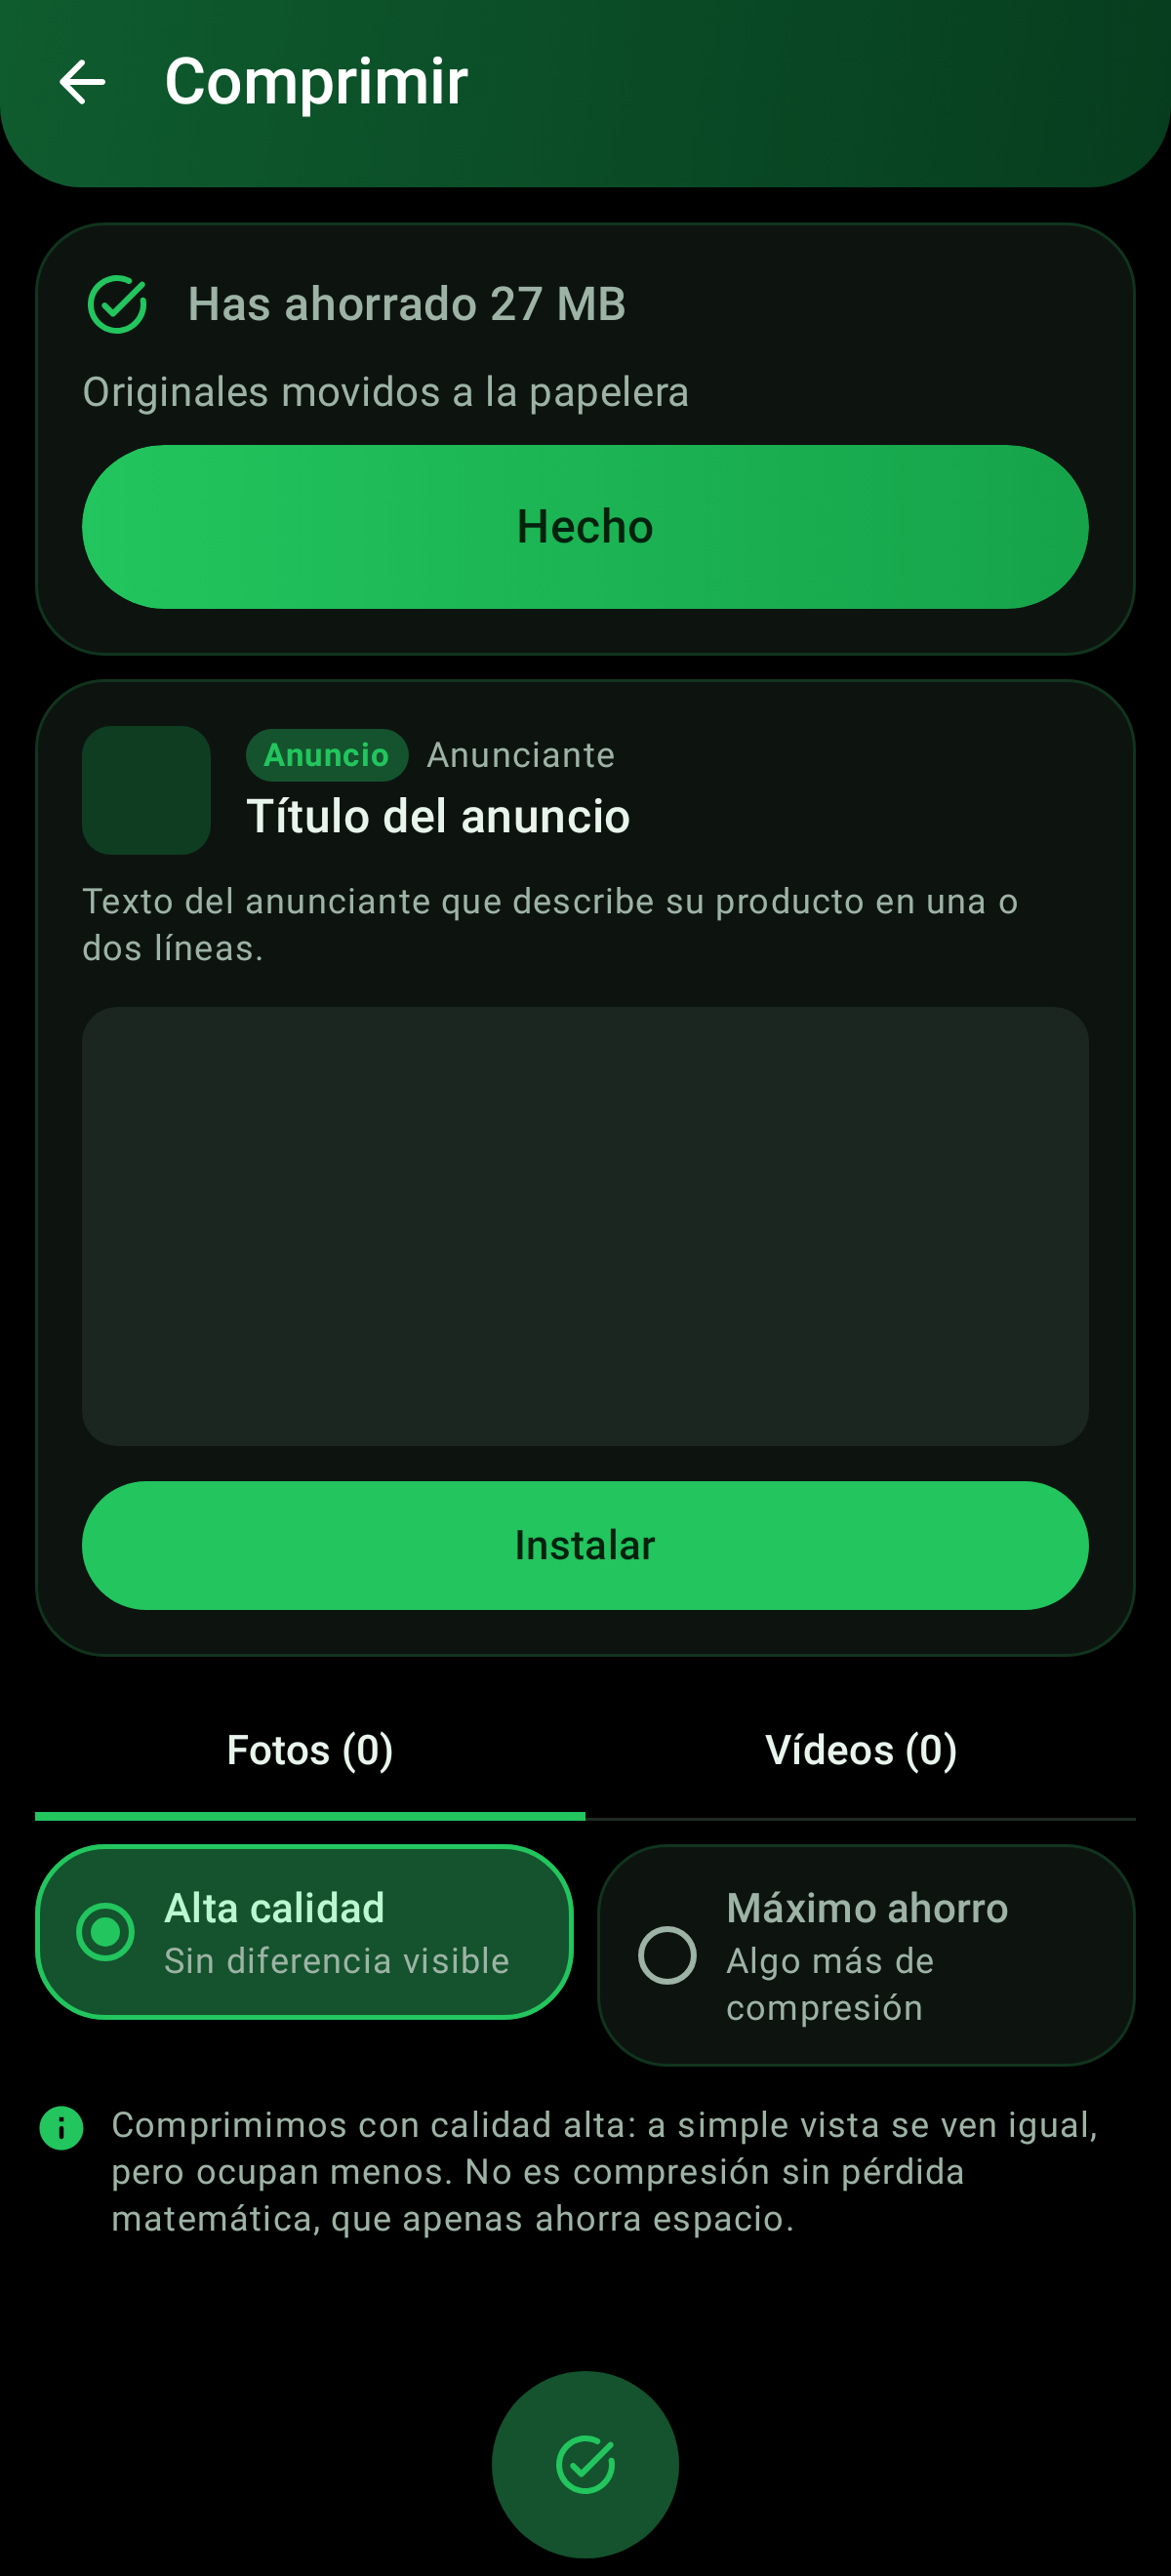 Comprimir
Has ahorrado 27 MB
Originales movidos a la papelera
Hecho
Anuncio Anunciante
Título del anuncio
Texto del anunciante que describe su producto en una o
dos líneas.
Instalar
Fotos (0) Vídeos (0)
Alta calidad
Sin diferencia visible
Máximo ahorro
Algo más de
compresión
Comprimimos con calidad alta: a simple vista se ven igual,
pero ocupan menos. No es compresión sin pérdida
matemática, que apenas ahorra espacio.